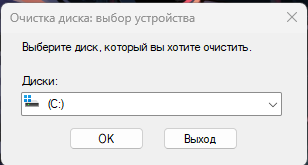 Очистка диска: выбор устройства
Выберите диск, который вы хотите очистить.
Диски:
(C:)
OK
Выход